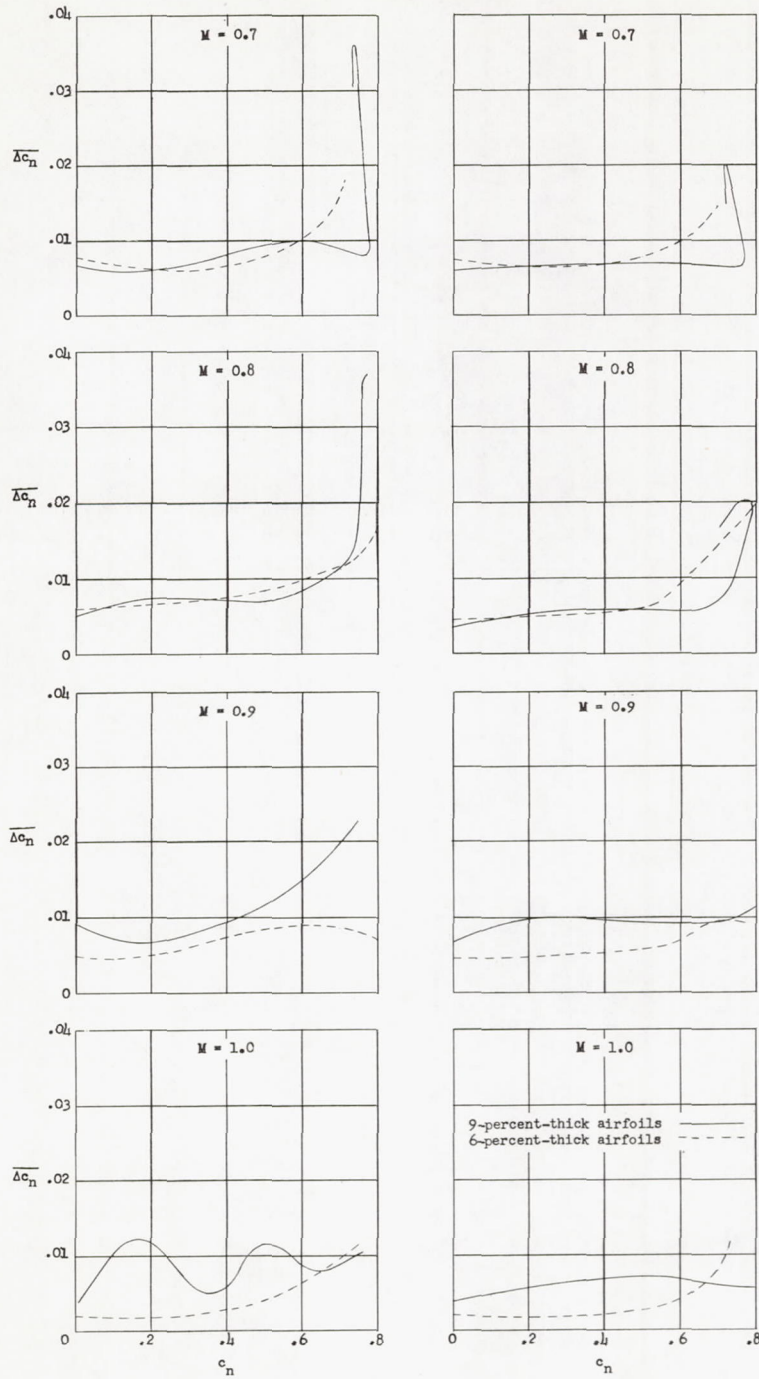 M = 0.7
.04
.03
Δcn
.02
.01
0
M = 0.7
M = 0.8
.04
.03
Δcn
.02
.01
0
M = 0.8
M = 0.9
.04
.03
Δcn
.02
.01
0
M = 0.9
M = 1.0
.04
.03
Δcn
.02
.01
0
.2
.4
.6
.8
cn
M = 1.0
9-percent-thick airfoils
6-percent-thick airfoils
0
.2
.4
.6
.8
cn